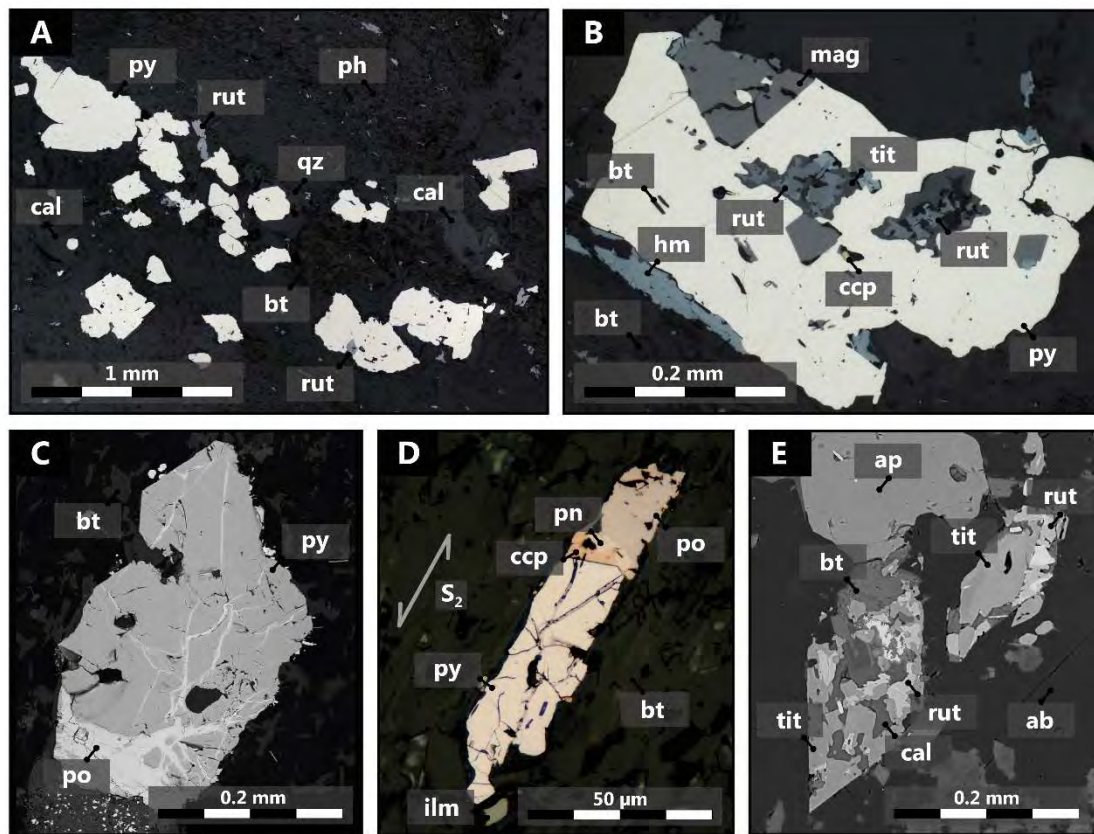 A
py
ph
rut
qz
cal
cal
bt
rut
1 mm
B
mag
bt
tit
rut
hm
rut
ccp
bt
py
0.2 mm
C
bt
py
po
0.2 mm
D
pn
po
ccp
S₂
py
bt
ilm
50 µm
E
ap
rut
tit
bt
tit
rut
ab
cal
0.2 mm